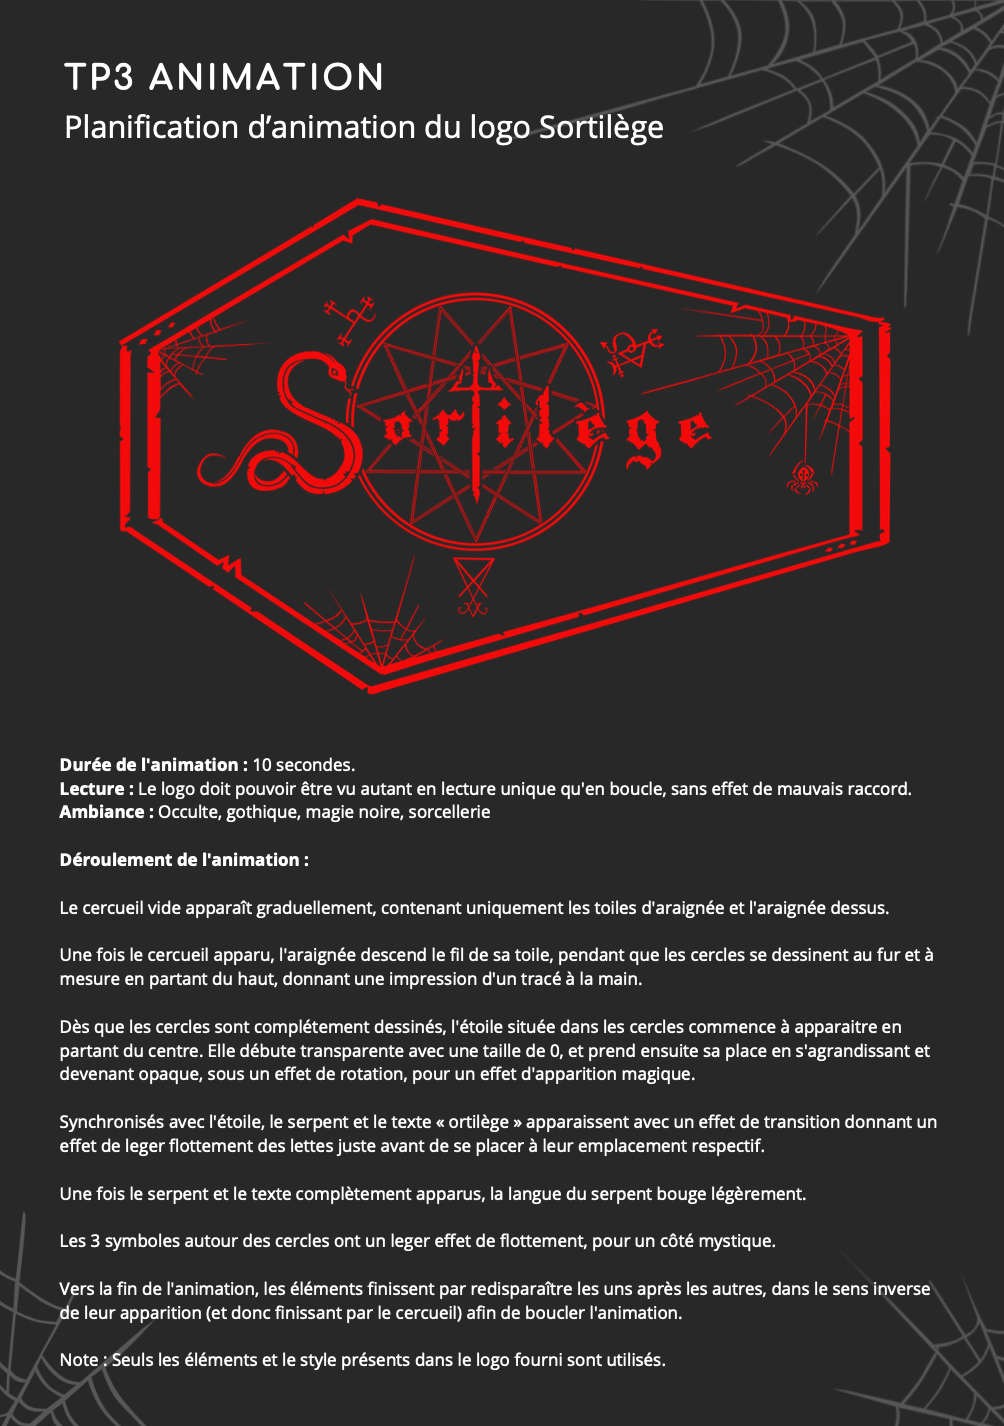 TP3 ANIMATION
Planification d’animation du logo Sortilège
Sortilège
Durée de l'animation : 10 secondes.
Lecture : Le logo doit pouvoir être vu autant en lecture unique qu'en boucle, sans effet de mauvais raccord.
Ambiance : Occulte, gothique, magie noire, sorcellerie
Déroulement de l'animation :
Le cercueil vide apparaît graduellement, contenant uniquement les toiles d'araignée et l'araignée dessus.
Une fois le cercueil apparu, l'araignée descend le fil de sa toile, pendant que les cercles se dessinent au fur et à
mesure en partant du haut, donnant une impression d'un tracé à la main.
Dès que les cercles sont complétement dessinés, l'étoile située dans les cercles commence à apparaitre en
partant du centre. Elle débute transparente avec une taille de 0, et prend ensuite sa place en s'agrandissant et
devenant opaque, sous un effet de rotation, pour un effet d'apparition magique.
Synchronisés avec l'étoile, le serpent et le texte « ortilège » apparaissent avec un effet de transition donnant un
effet de leger flottement des lettes juste avant de se placer à leur emplacement respectif.
Une fois le serpent et le texte complètement apparus, la langue du serpent bouge légèrement.
Les 3 symboles autour des cercles ont un leger effet de flottement, pour un côté mystique.
Vers la fin de l'animation, les éléments finissent par redisparaître les uns après les autres, dans le sens inverse
de leur apparition (et donc finissant par le cercueil) afin de boucler l'animation.
Note : Seuls les éléments et le style présents dans le logo fourni sont utilisés.